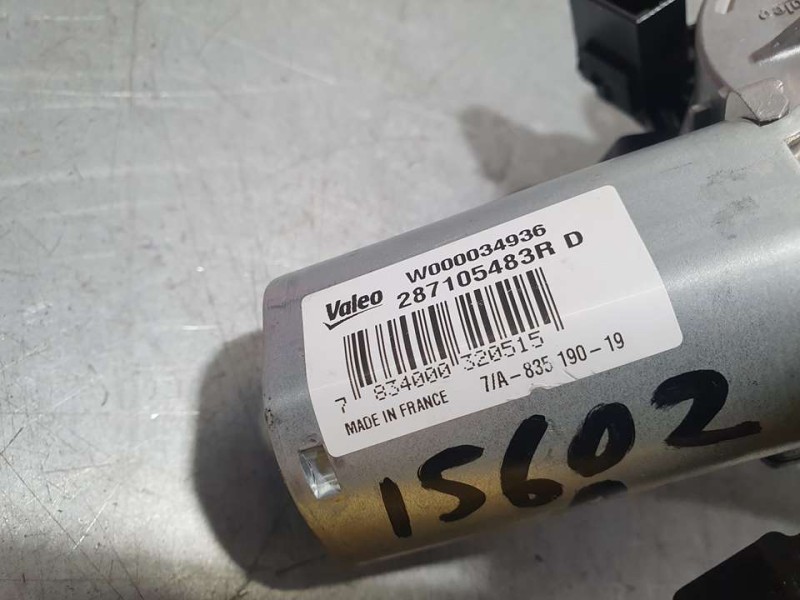 Valeo
W000034936
287105483R D
7 834000 320515
MADE IN FRANCE
7/A-835 190-19
15602